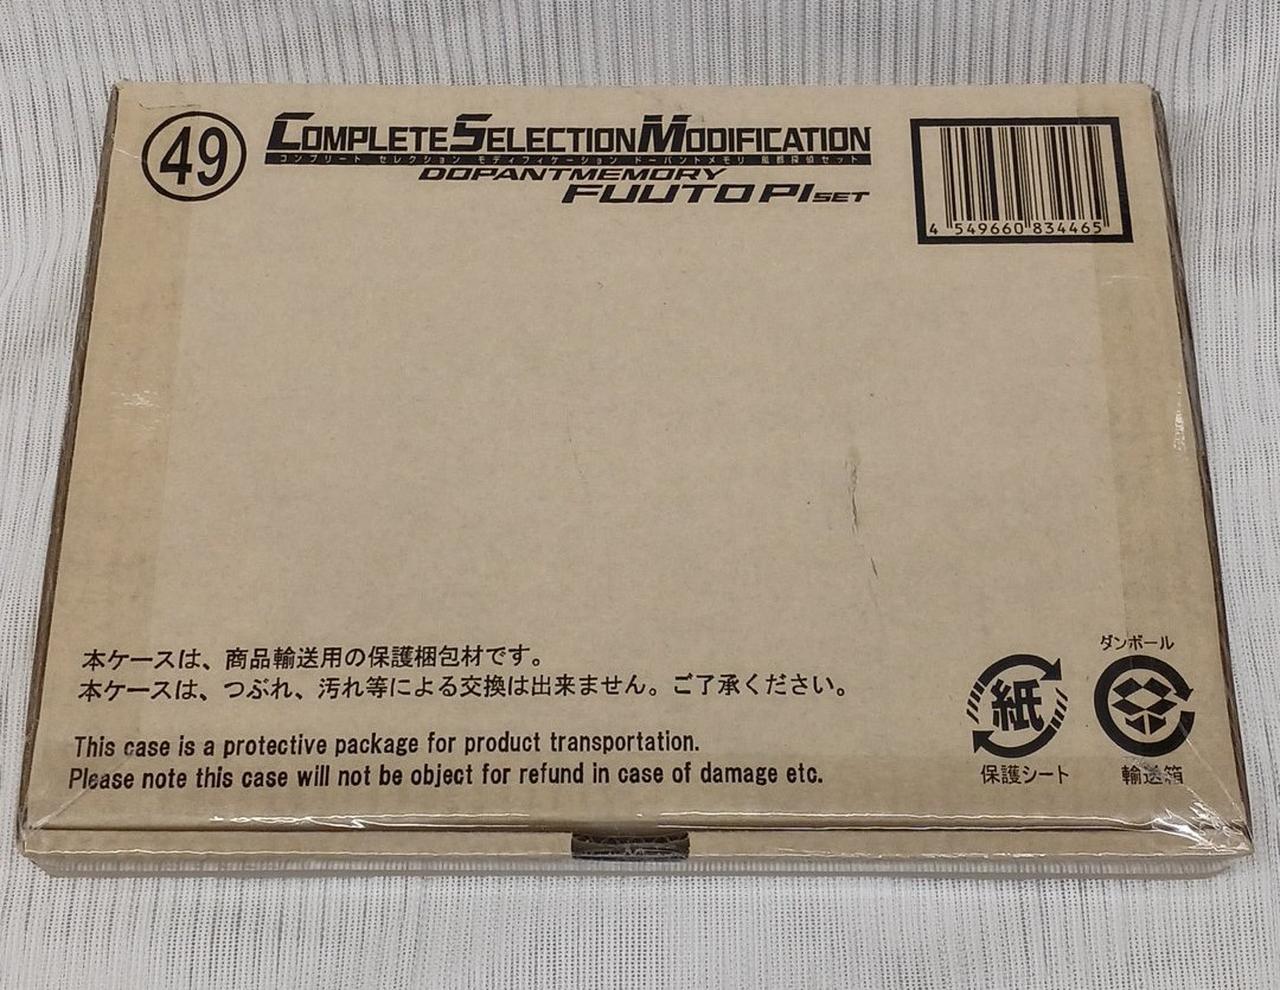 49
COMPLETE SELECTION MODIFICATION
コンプリート セレクション モディフィケーション ドーパントメモリ 風都探偵セット
DOPANTMEMORY
FUUTO PI SET
4 549660 834465
本ケースは、商品輸送用の保護梱包材です。
本ケースは、つぶれ、汚れ等による交換は出来ません。ご了承ください。
This case is a protective package for product transportation.
Please note this case will not be object for refund in case of damage etc.
紙
保護シート
ダンボール
輸送箱